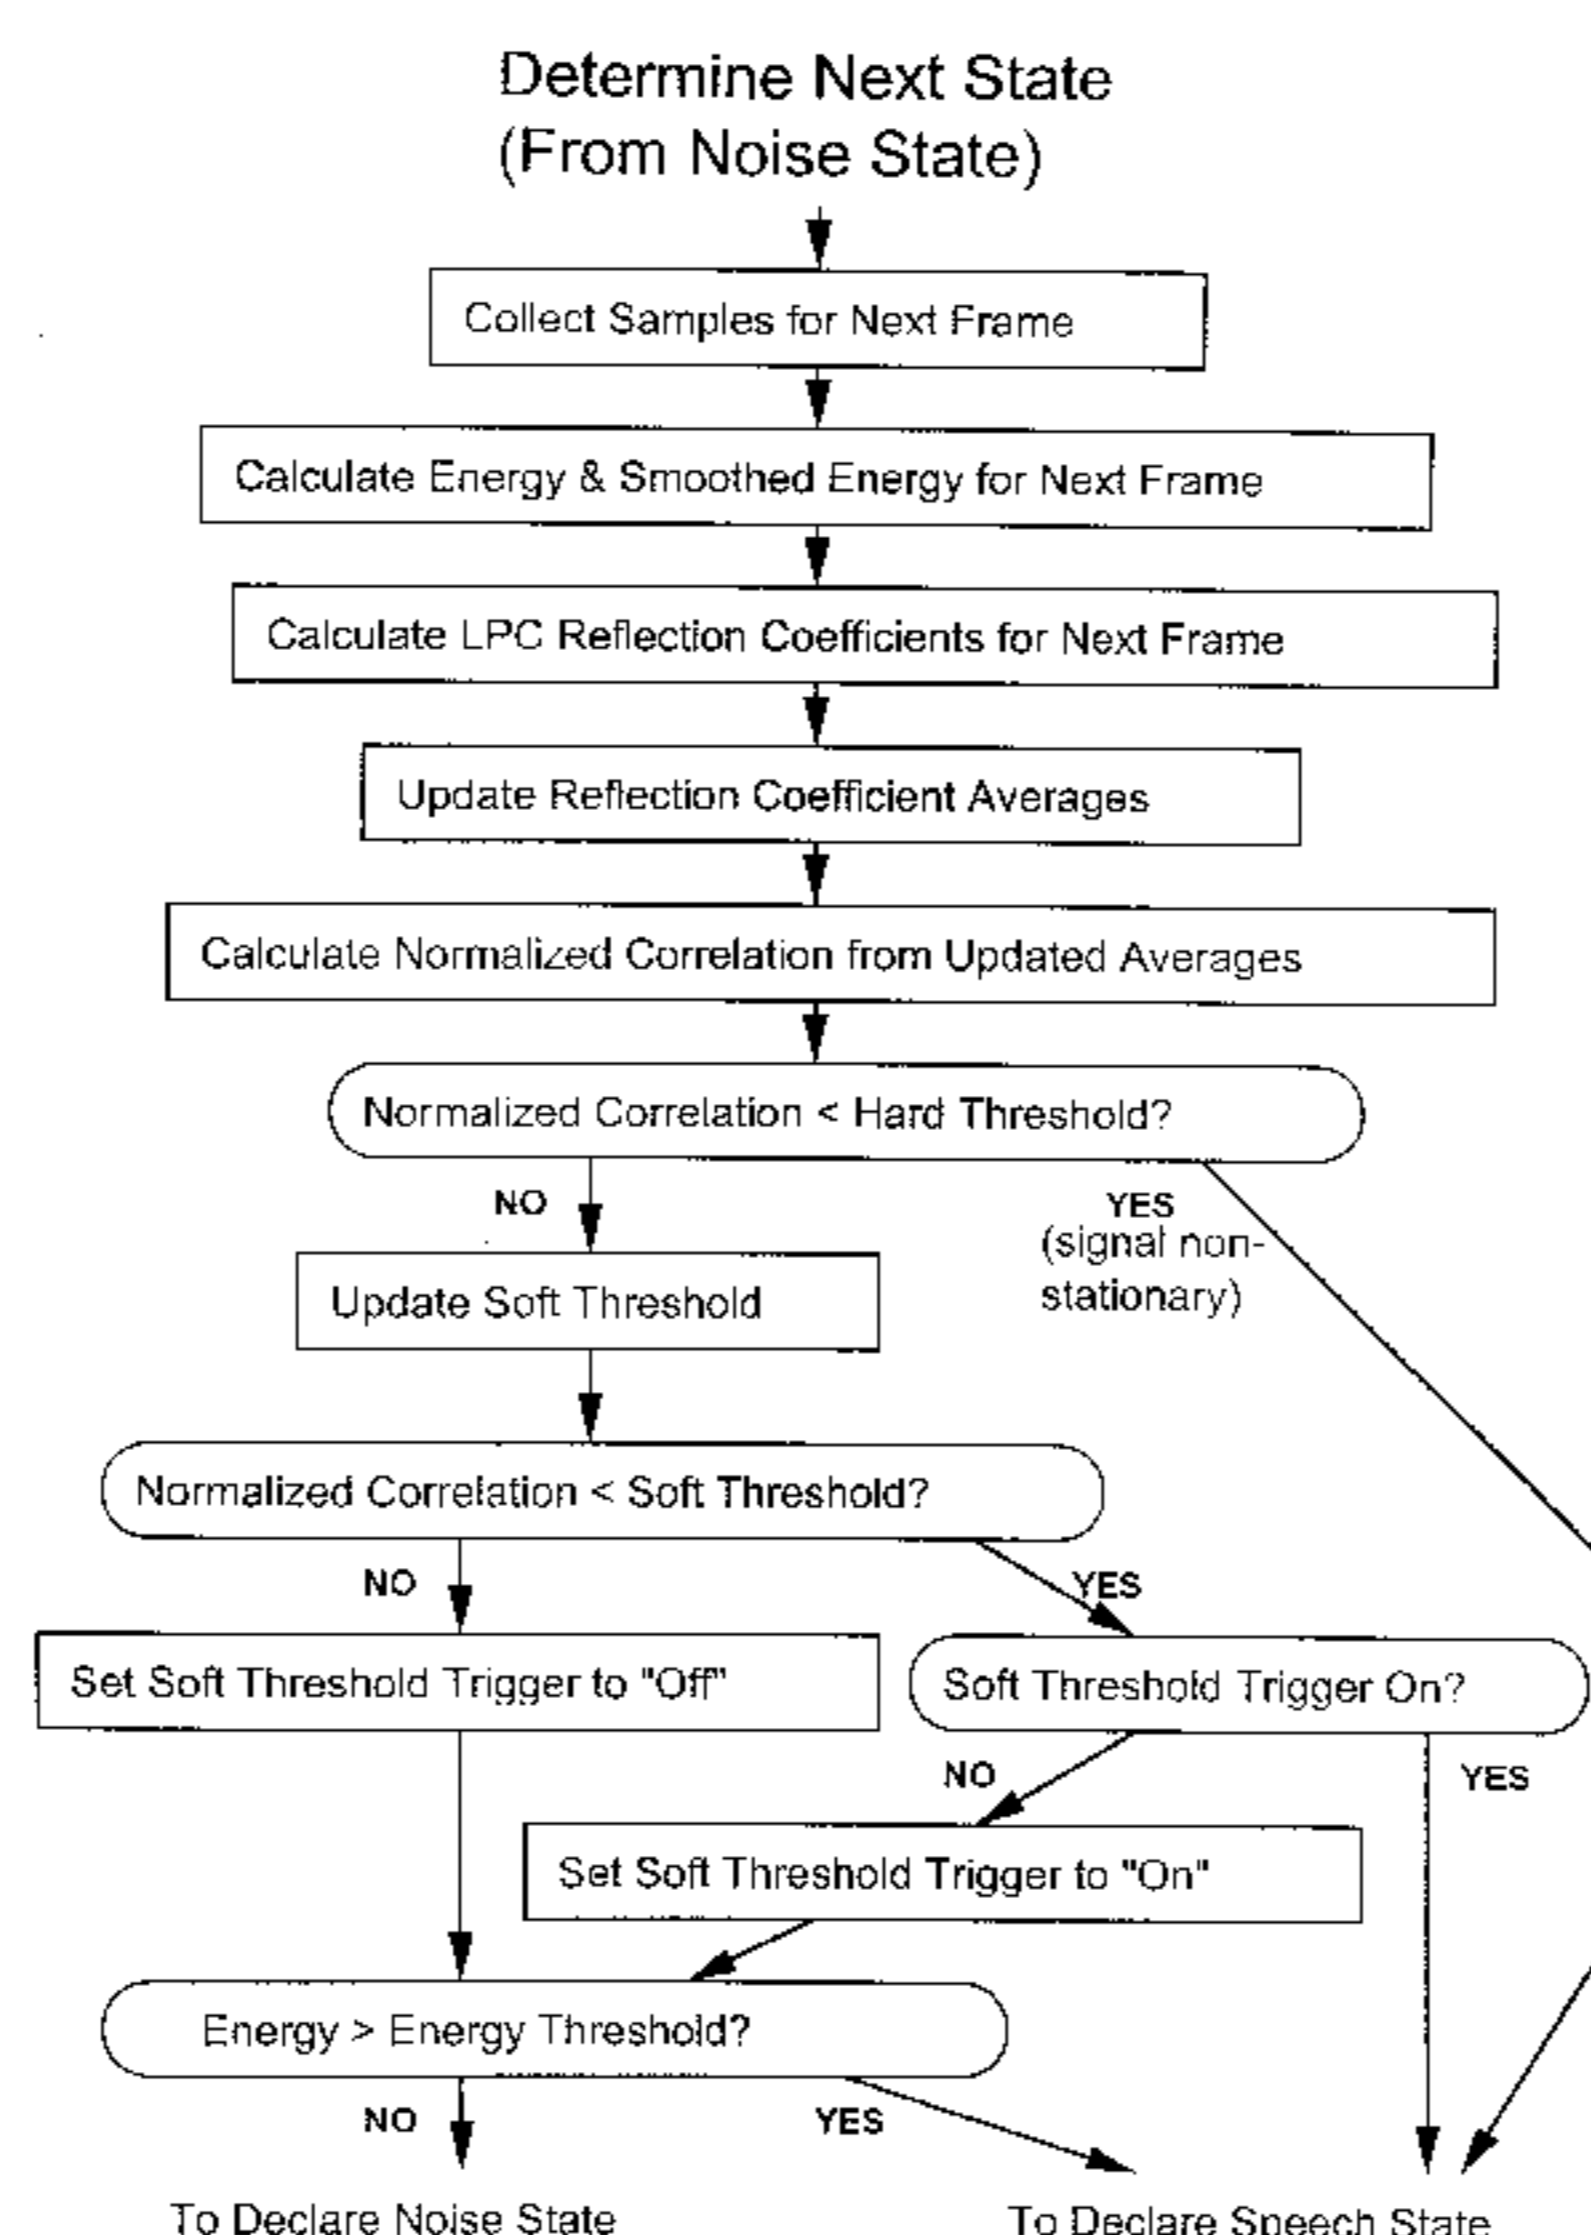 Determine Next State
(From Noise State)
Collect Samples for Next Frame
Calculate Energy & Smoothed Energy for Next Frame
Calculate LPC Reflection Coefficients for Next Frame
Update Reflection Coefficient Averages
Calculate Normalized Correlation from Updated Averages
Normalized Correlation < Hard Threshold?
NO
YES
(signal non-
stationary)
Update Soft Threshold
Normalized Correlation < Soft Threshold?
NO
YES
Set Soft Threshold Trigger to "Off"
Soft Threshold Trigger On?
NO
YES
Set Soft Threshold Trigger to "On"
Energy > Energy Threshold?
NO
YES
To Declare Noise State
To Declare Speech State